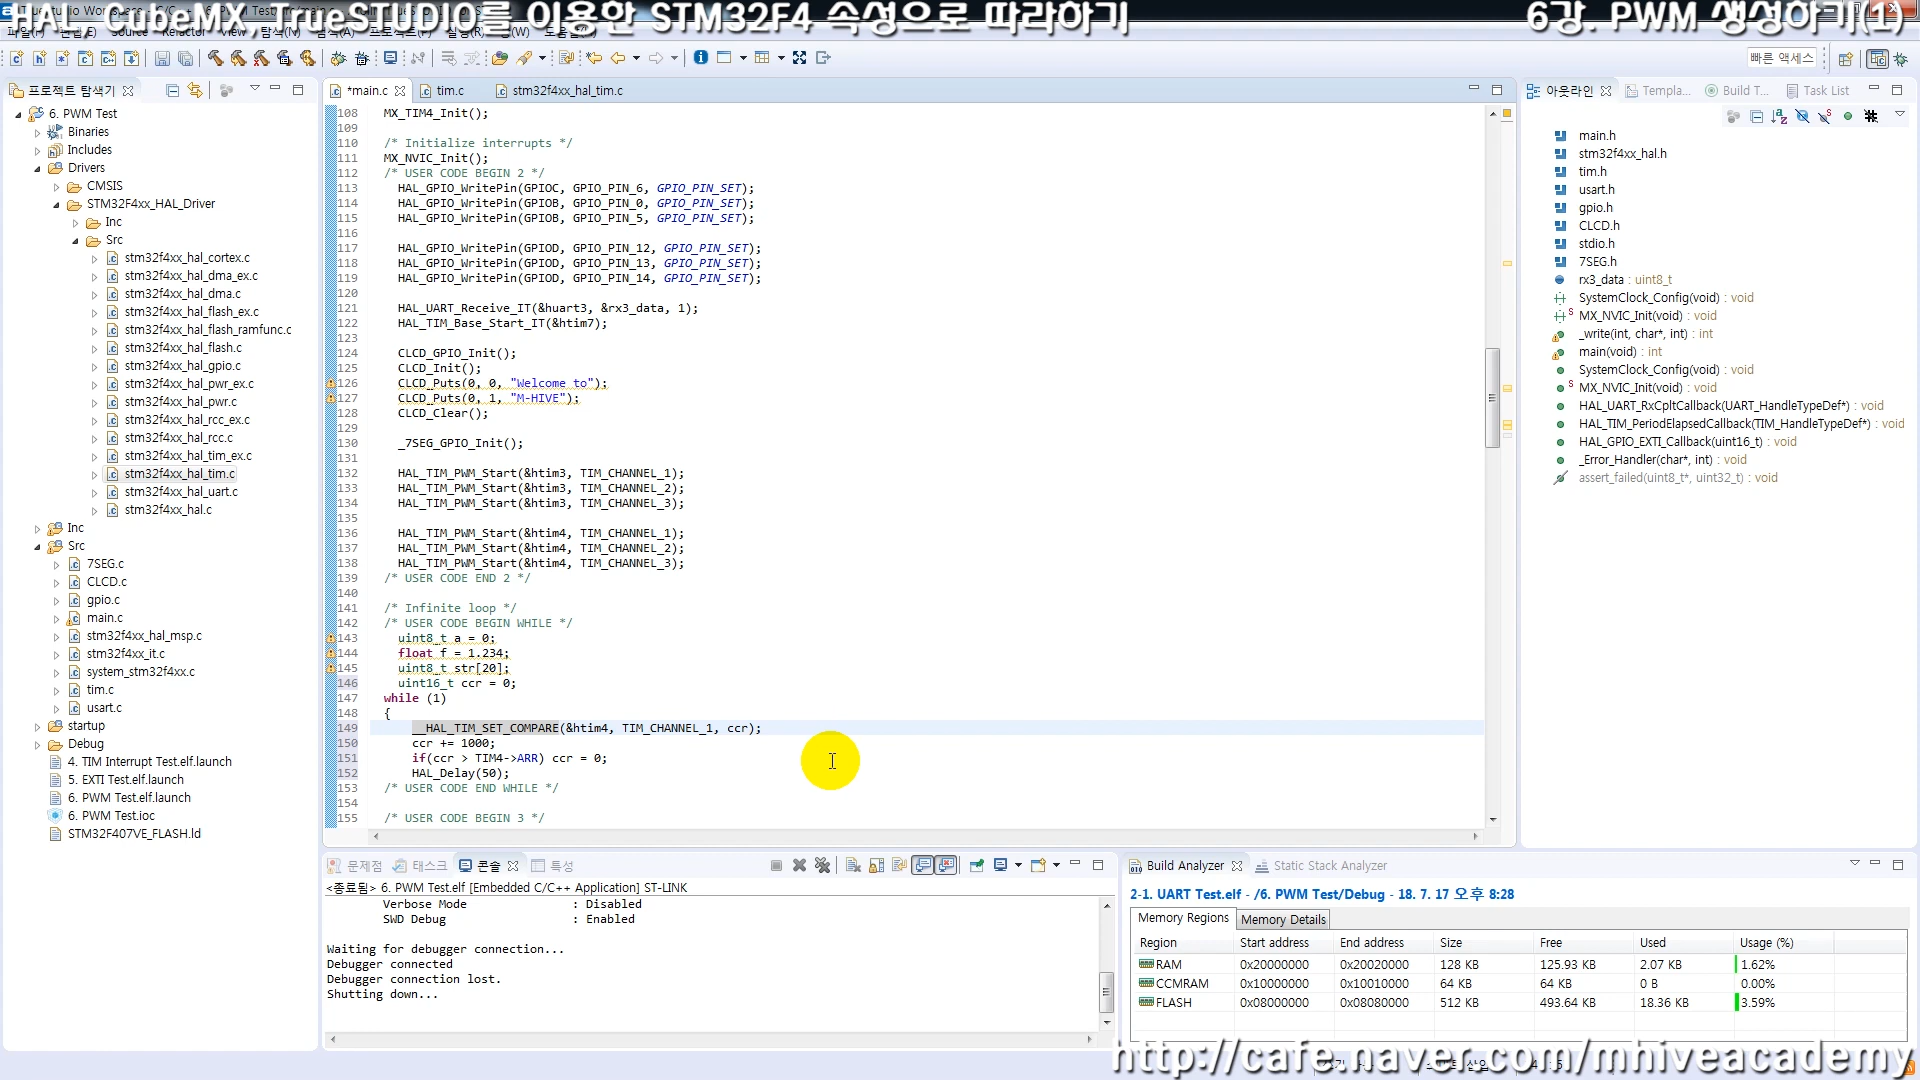 HAL, CubeMX, TrueSTUDIO를 이용한 STM32F4 속성으로 따라하기
6강. PWM 생성하기(1)
빠른 액세스
프로젝트 탐색기
6. PWM Test
Binaries
Includes
Drivers
CMSIS
STM32F4xx_HAL_Driver
Inc
Src
stm32f4xx_hal_cortex.c
stm32f4xx_hal_dma_ex.c
stm32f4xx_hal_dma.c
stm32f4xx_hal_flash_ex.c
stm32f4xx_hal_flash_ramfunc.c
stm32f4xx_hal_flash.c
stm32f4xx_hal_gpio.c
stm32f4xx_hal_pwr_ex.c
stm32f4xx_hal_pwr.c
stm32f4xx_hal_rcc_ex.c
stm32f4xx_hal_rcc.c
stm32f4xx_hal_tim_ex.c
stm32f4xx_hal_tim.c
stm32f4xx_hal_uart.c
stm32f4xx_hal.c
Inc
Src
7SEG.c
CLCD.c
gpio.c
main.c
stm32f4xx_hal_msp.c
stm32f4xx_it.c
system_stm32f4xx.c
tim.c
usart.c
startup
Debug
4. TIM Interrupt Test.elf.launch
5. EXTI Test.elf.launch
6. PWM Test.elf.launch
6. PWM Test.ioc
STM32F407VE_FLASH.ld
*main.c tim.c stm32f4xx_hal_tim.c
108 MX_TIM4_Init();
109
110 /* Initialize interrupts */
111 MX_NVIC_Init();
112 /* USER CODE BEGIN 2 */
113 HAL_GPIO_WritePin(GPIOC, GPIO_PIN_6, GPIO_PIN_SET);
114 HAL_GPIO_WritePin(GPIOB, GPIO_PIN_0, GPIO_PIN_SET);
115 HAL_GPIO_WritePin(GPIOB, GPIO_PIN_5, GPIO_PIN_SET);
116
117 HAL_GPIO_WritePin(GPIOD, GPIO_PIN_12, GPIO_PIN_SET);
118 HAL_GPIO_WritePin(GPIOD, GPIO_PIN_13, GPIO_PIN_SET);
119 HAL_GPIO_WritePin(GPIOD, GPIO_PIN_14, GPIO_PIN_SET);
120
121 HAL_UART_Receive_IT(&huart3, &rx3_data, 1);
122 HAL_TIM_Base_Start_IT(&htim7);
123
124 CLCD_GPIO_Init();
125 CLCD_Init();
126 CLCD_Puts(0, 0, "Welcome to");
127 CLCD_Puts(0, 1, "M-HIVE");
128 CLCD_Clear();
129
130 _7SEG_GPIO_Init();
131
132 HAL_TIM_PWM_Start(&htim3, TIM_CHANNEL_1);
133 HAL_TIM_PWM_Start(&htim3, TIM_CHANNEL_2);
134 HAL_TIM_PWM_Start(&htim3, TIM_CHANNEL_3);
135
136 HAL_TIM_PWM_Start(&htim4, TIM_CHANNEL_1);
137 HAL_TIM_PWM_Start(&htim4, TIM_CHANNEL_2);
138 HAL_TIM_PWM_Start(&htim4, TIM_CHANNEL_3);
139 /* USER CODE END 2 */
140
141 /* Infinite loop */
142 /* USER CODE BEGIN WHILE */
143 uint8_t a = 0;
144 float f = 1.234;
145 uint8_t str[20];
146 uint16_t ccr = 0;
147 while (1)
148 {
149 __HAL_TIM_SET_COMPARE(&htim4, TIM_CHANNEL_1, ccr);
150 ccr += 1000;
151 if(ccr > TIM4->ARR) ccr = 0;
152 HAL_Delay(50);
153 /* USER CODE END WHILE */
154
155 /* USER CODE BEGIN 3 */
아웃라인 Templa... Build T... Task List
main.h
stm32f4xx_hal.h
tim.h
usart.h
gpio.h
CLCD.h
stdio.h
7SEG.h
rx3_data : uint8_t
SystemClock_Config(void) : void
MX_NVIC_Init(void) : void
_write(int, char*, int) : int
main(void) : int
SystemClock_Config(void) : void
MX_NVIC_Init(void) : void
HAL_UART_RxCpltCallback(UART_HandleTypeDef*) : void
HAL_TIM_PeriodElapsedCallback(TIM_HandleTypeDef*) : void
HAL_GPIO_EXTI_Callback(uint16_t) : void
_Error_Handler(char*, int) : void
assert_failed(uint8_t*, uint32_t) : void
문제점 태스크 콘솔 특성
<종료됨> 6. PWM Test.elf [Embedded C/C++ Application] ST-LINK
Verbose Mode : Disabled
SWD Debug : Enabled
Waiting for debugger connection...
Debugger connected
Debugger connection lost.
Shutting down...
Build Analyzer Static Stack Analyzer
2-1. UART Test.elf - /6. PWM Test/Debug - 18. 7. 17 오후 8:28
Memory Regions Memory Details
Region Start address End address Size Free Used Usage (%)
RAM 0x20000000 0x20020000 128 KB 125.93 KB 2.07 KB 1.62%
CCMRAM 0x10000000 0x10010000 64 KB 64 KB 0 B 0.00%
FLASH 0x08000000 0x08080000 512 KB 493.64 KB 18.36 KB 3.59%
http://cafe.naver.com/mhiveacademy